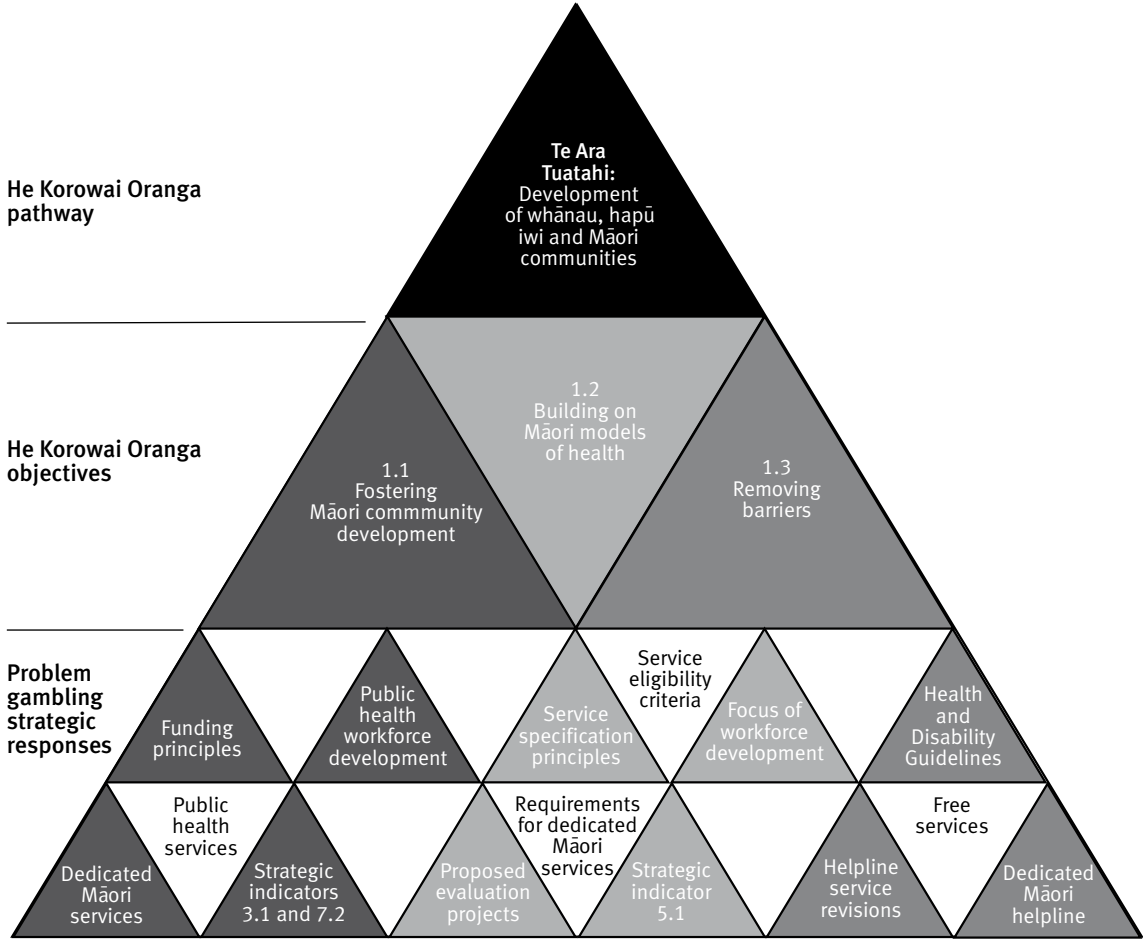 He Korowai Oranga
pathway
Te Ara
Tuatahi:
Development
of whānau, hapū
iwi and Māori
communities
He Korowai Oranga
objectives
1.1
Fostering
Māori commmunity
development
1.2
Building on
Māori models
of health
1.3
Removing
barriers
Problem
gambling
strategic
responses
Funding
principles
Public
health
workforce
development
Service
specification
principles
Service
eligibility
criteria
Focus of
workforce
development
Health
and
Disability
Guidelines
Dedicated
Māori
services
Public
health
services
Strategic
indicators
3.1 and 7.2
Proposed
evaluation
projects
Requirements
for dedicated
Māori
services
Strategic
indicator
5.1
Helpline
service
revisions
Free
services
Dedicated
Māori
helpline